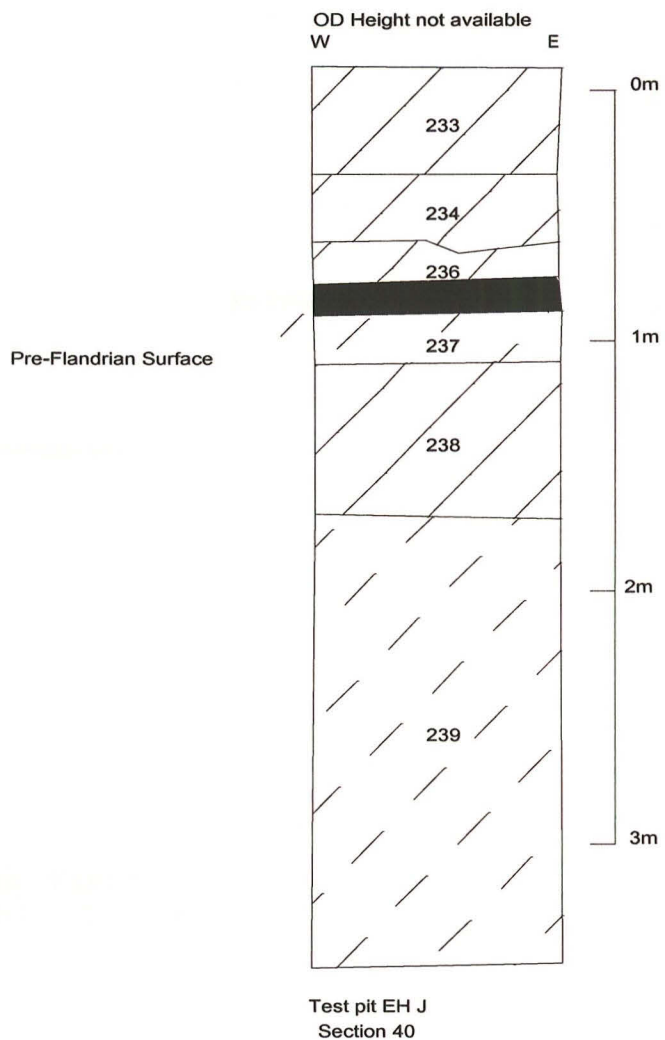 OD Height not available
W E
0m
233
234
236
1m
237
Pre-Flandrian Surface
238
2m
239
3m
Test pit EH J
Section 40